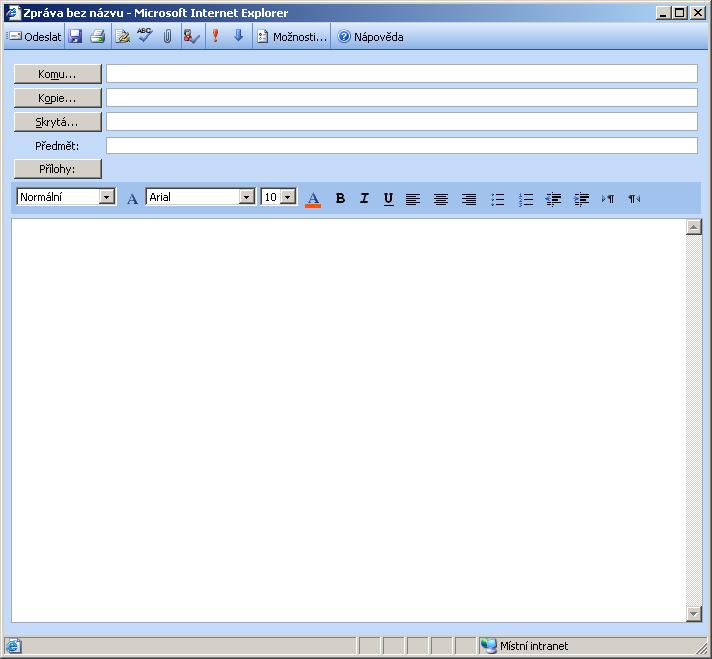 Zpráva bez názvu - Microsoft Internet Explorer
Odeslat ABC Možnosti... Nápověda
Komu...
Kopie...
Skrytá...
Předmět:
Přílohy:
Normální A Arial 10 A B I U
Místní intranet